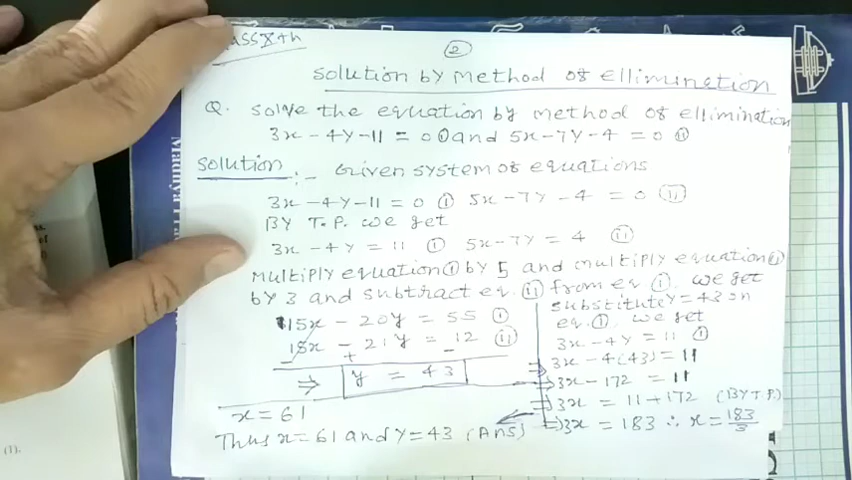 ass Xth
②
Solution by Method of Ellimination
Q. Solve the equation by method of ellimination
3x - 4y - 11 = 0 ① and 5x - 7y - 4 = 0 ⑪
Solution :- Given system of equations
3x - 4y - 11 = 0 ① 5x - 7y - 4 = 0 ⑪
BY T.P. we get
3x - 4y = 11 ① 5x - 7y = 4 ⑪
Multiply equation ① by 5 and multiply equation ⑪
by 3 and subtract eq. ⑪ from eq ①. we get
15x - 20y = 55 ①
15x - 21y = 12 ⑪
- + -
⇒ y = 43
x = 61
Thus x = 61 and y = 43 (Ans)
Substitute y = 43 in
eq. ①, we get
3x - 4y = 11 ①
⇒ 3x - 4(43) = 11
⇒ 3x - 172 = 11
⇒ 3x = 11 + 172 (BY T.P.)
⇒ 3x = 183 ∴ x = 183/3
(1).